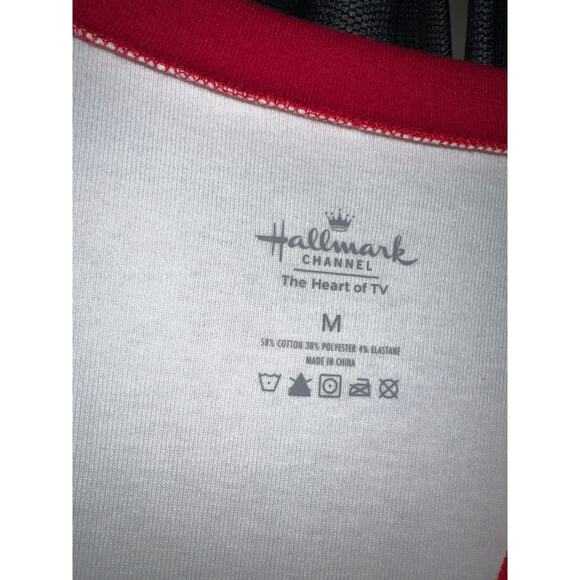 Hallmark
CHANNEL
The Heart of TV
M
58% COTTON 38% POLYESTER 4% ELASTANE
MADE IN CHINA